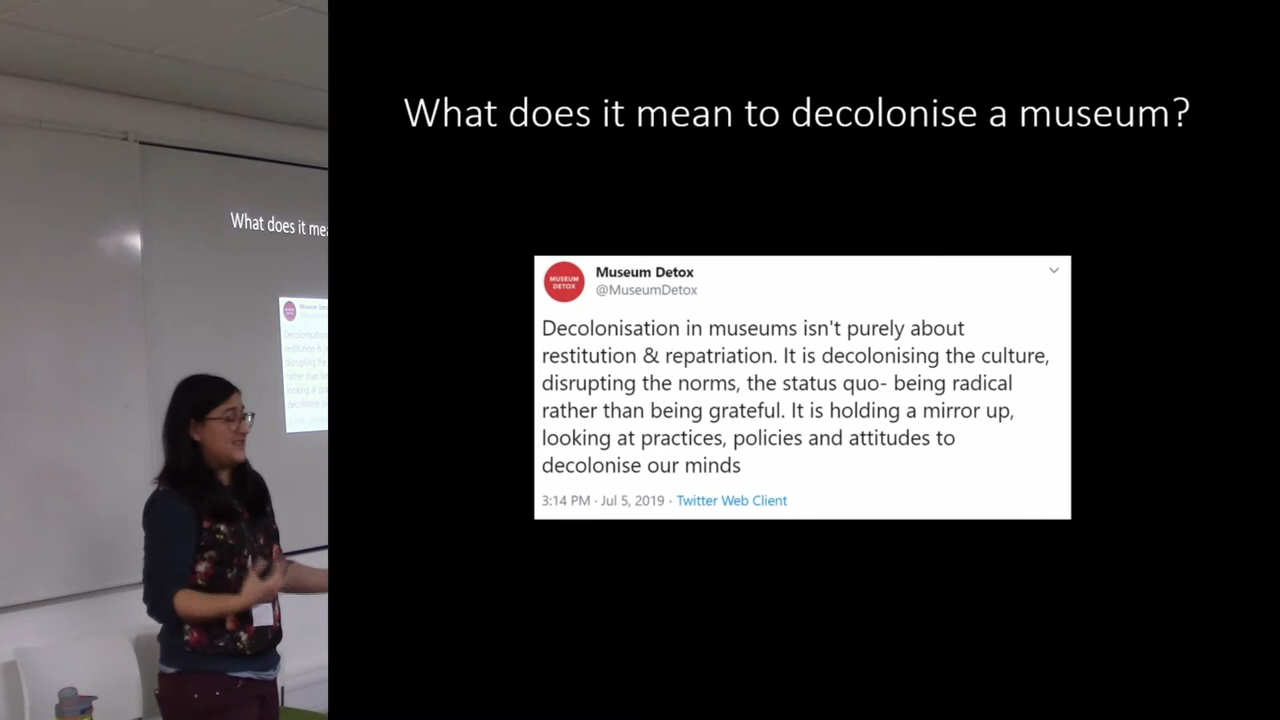 What does it mean to decolonise a museum?
What does it mea
MUSEUM
DETOX
Museum Detox
@MuseumDetox
Decolonisation in museums isn't purely about
restitution & repatriation. It is decolonising the culture,
disrupting the norms, the status quo- being radical
rather than being grateful. It is holding a mirror up,
looking at practices, policies and attitudes to
decolonise our minds
3:14 PM · Jul 5, 2019 · Twitter Web Client